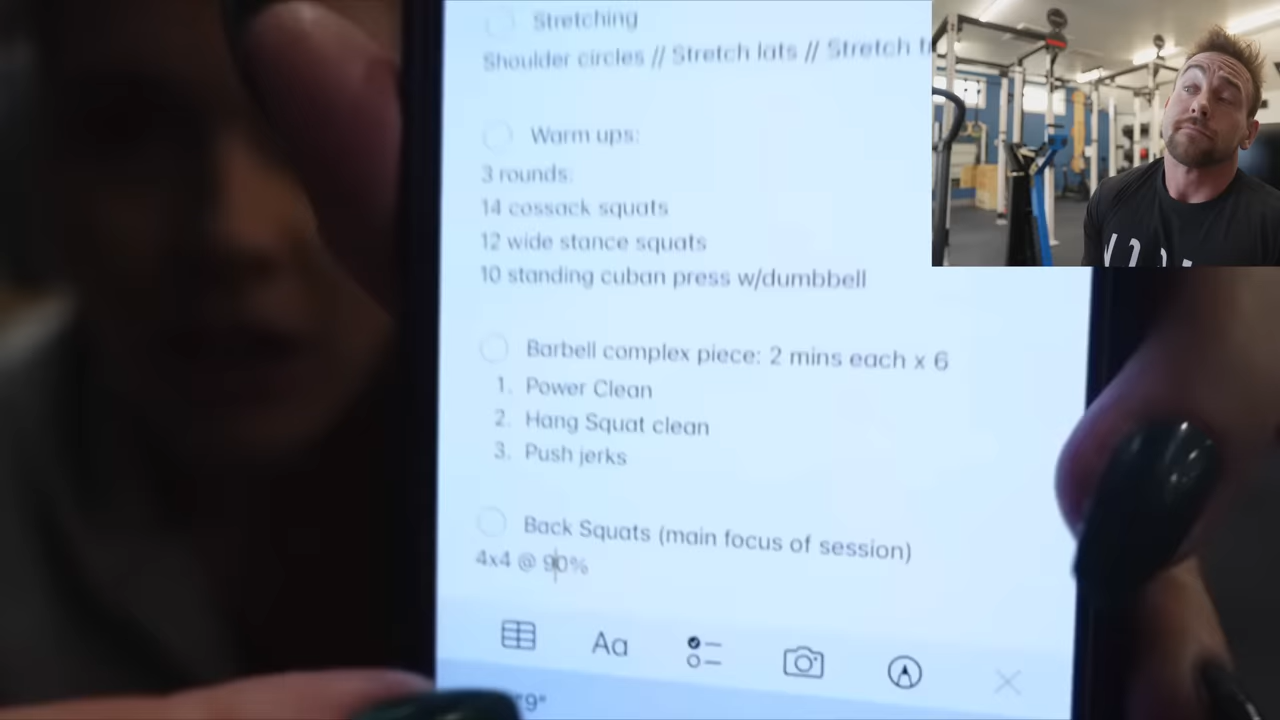 Stretching
Shoulder circles // Stretch lats // Stretch
Warm ups:
3 rounds:
14 cossack squats
12 wide stance squats
10 standing cuban press w/dumbbell
Barbell complex piece: 2 mins each x 6
1. Power Clean
2. Hang Squat clean
3. Push jerks
Back Squats (main focus of session)
4x4 @ 90%
Aa
"9"